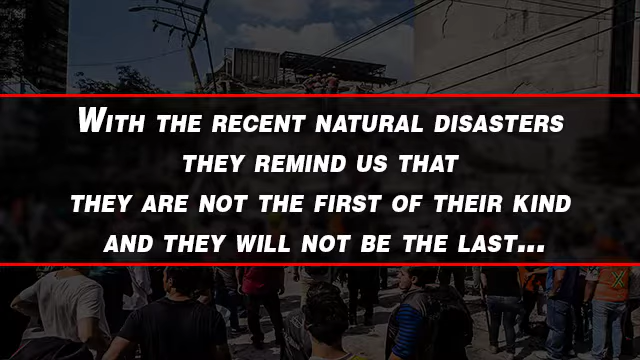 With the recent natural disasters
they remind us that
they are not the first of their kind
and they will not be the last...